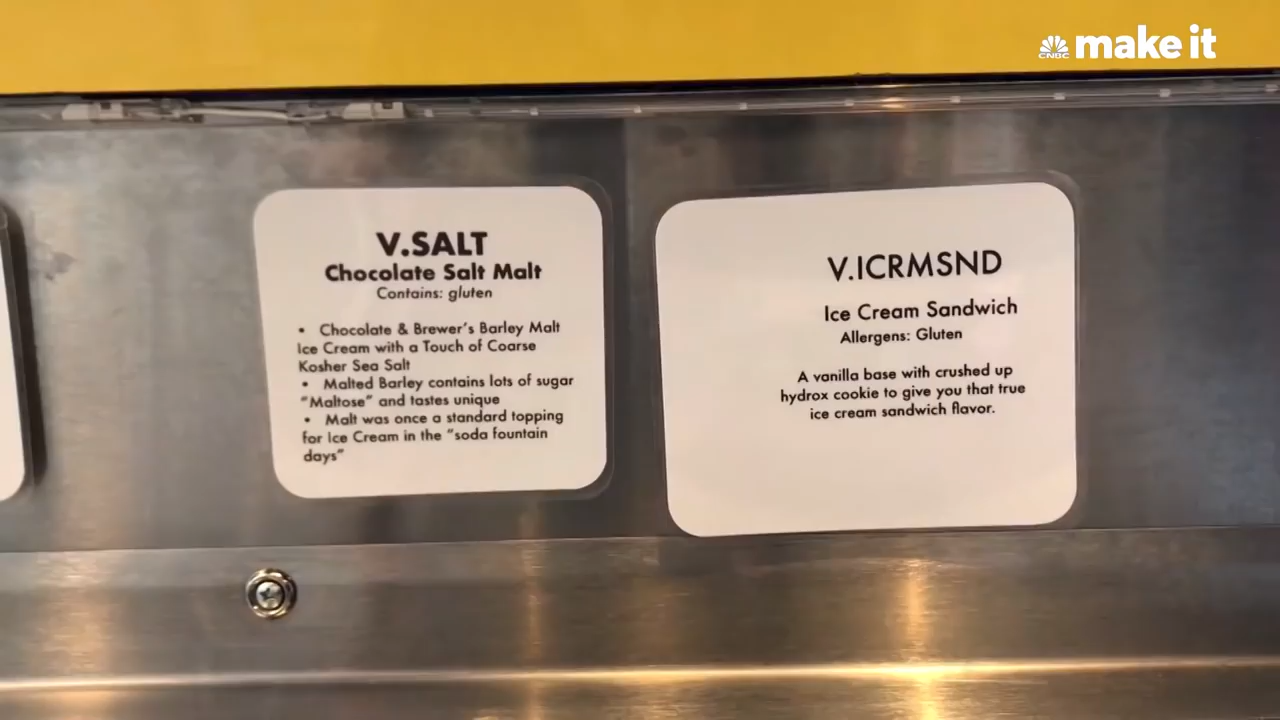 CNBC make it
V.SALT
Chocolate Salt Malt
Contains: gluten
• Chocolate & Brewer's Barley Malt
Ice Cream with a Touch of Coarse
Kosher Sea Salt
• Malted Barley contains lots of sugar
"Maltose" and tastes unique
• Malt was once a standard topping
for Ice Cream in the "soda fountain
days"
V.ICRMSND
Ice Cream Sandwich
Allergens: Gluten
A vanilla base with crushed up
hydrox cookie to give you that true
ice cream sandwich flavor.